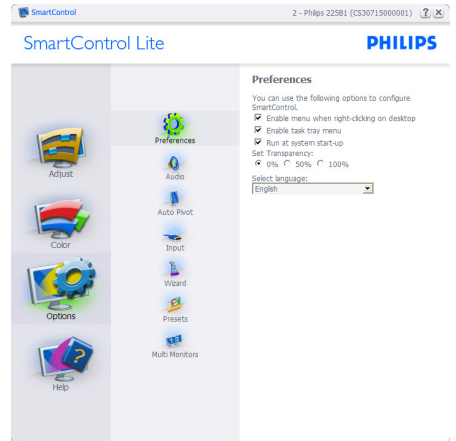 SmartControl
2 - Philips 225B1 (CS30715000001)
? ×
SmartControl Lite
PHILIPS
Adjust
Color
Options
Help
Preferences
Audio
Auto Pivot
Input
Wizard
Presets
Multi Monitors
Preferences
You can use the following options to configure
SmartControl.
Enable menu when right-clicking on desktop
Enable task tray menu
Run at system start-up
Set Transparency:
0% 50% 100%
Select language:
English